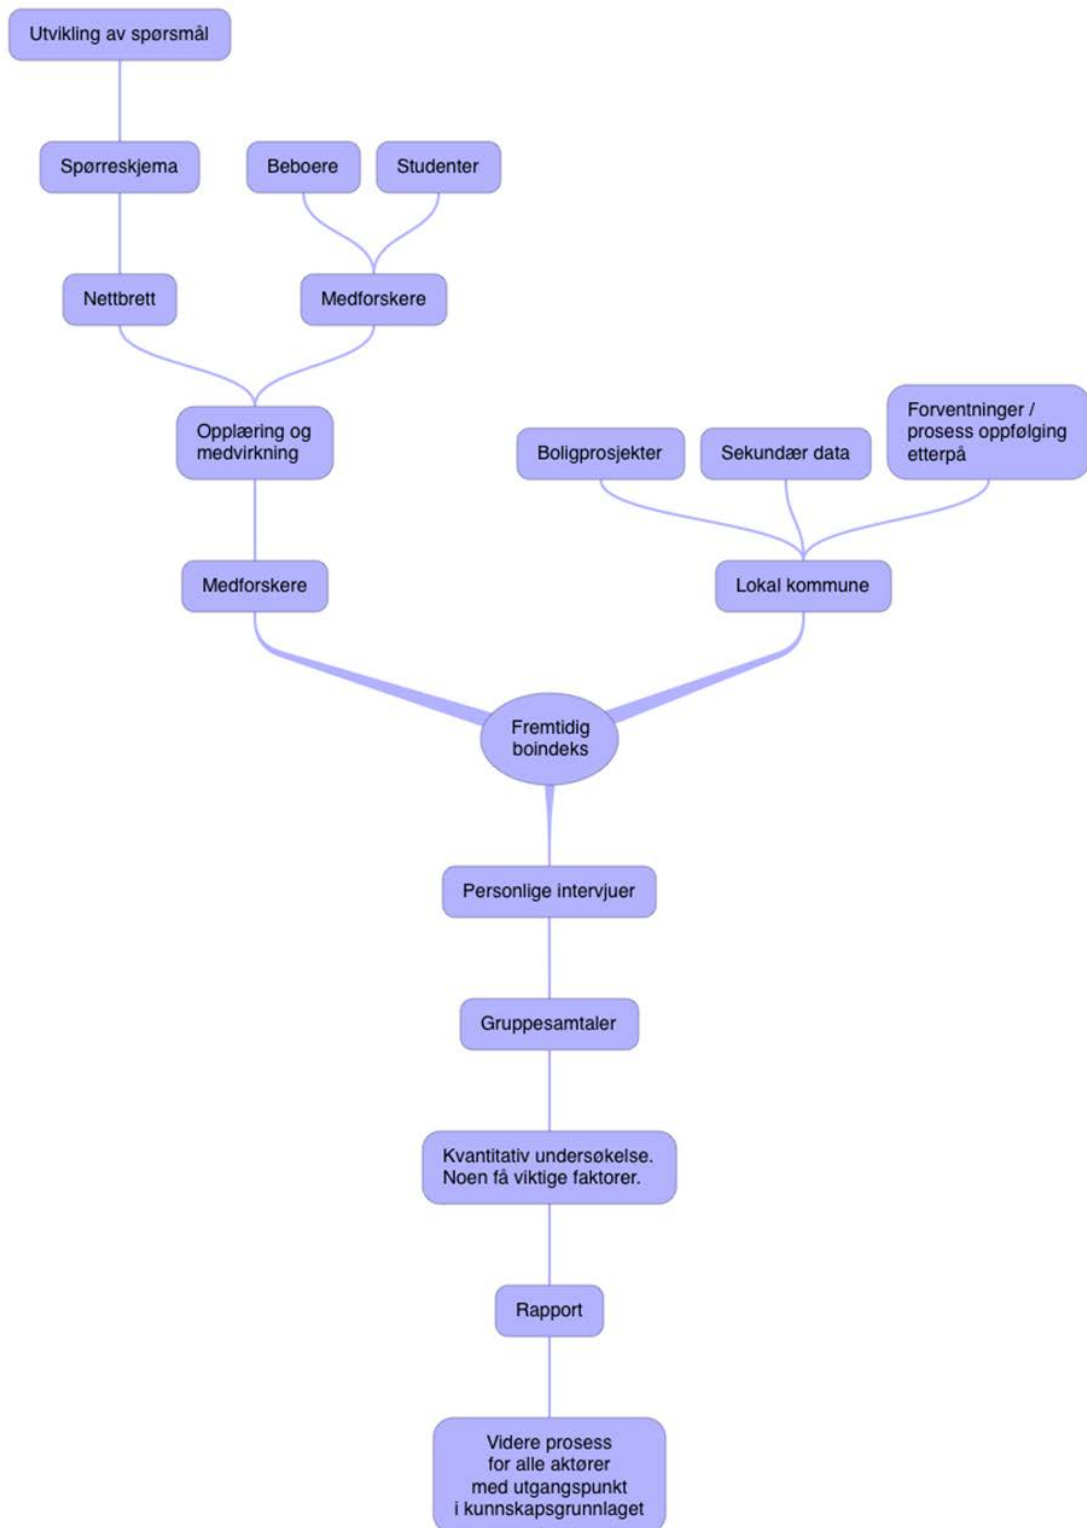 Utvikling av spørsmål
Spørreskjema
Beboere
Studenter
Nettbrett
Medforskere
Opplæring og
medvirkning
Boligprosjekter
Sekundær data
Forventninger /
prosess oppfølging
etterpå
Medforskere
Lokal kommune
Fremtidig
boindeks
Personlige intervjuer
Gruppesamtaler
Kvantitativ undersøkelse.
Noen få viktige faktorer.
Rapport
Videre prosess
for alle aktører
med utgangspunkt
i kunnskapsgrunnlaget